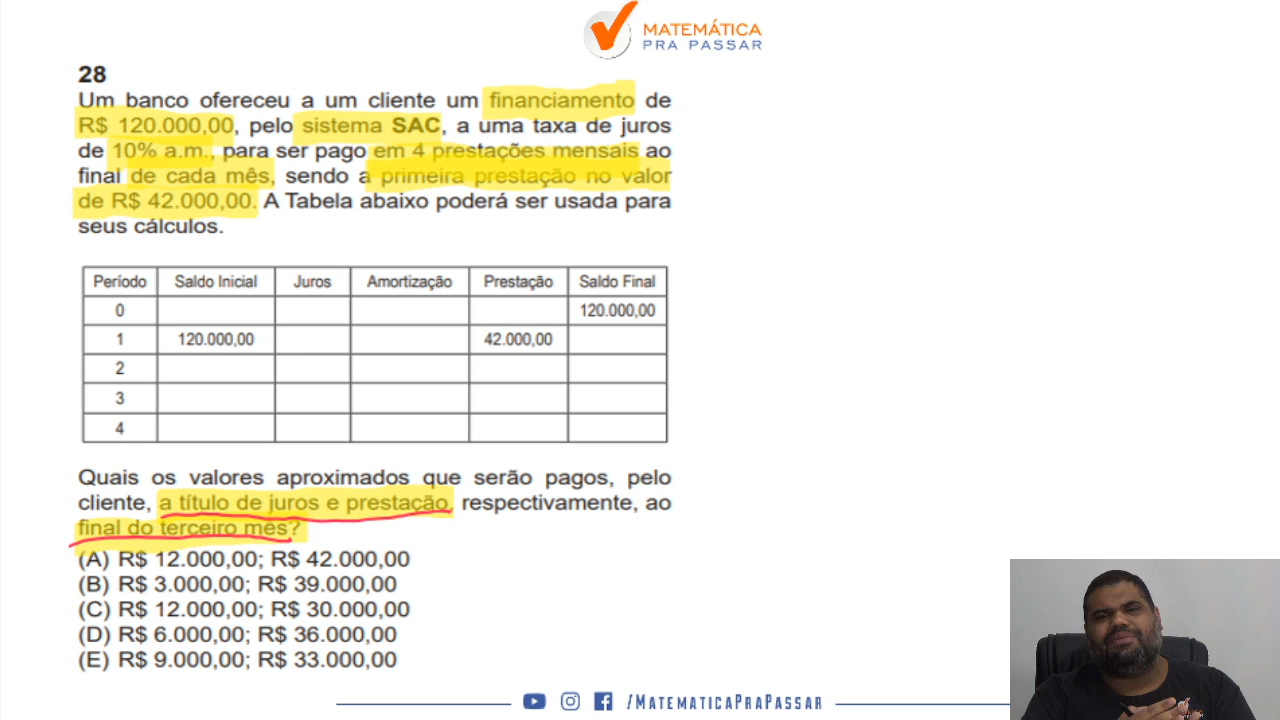 MATEMÁTICA
PRA PASSAR
28
Um banco ofereceu a um cliente um financiamento de
R$ 120.000,00, pelo sistema SAC, a uma taxa de juros
de 10% a.m., para ser pago em 4 prestações mensais ao
final de cada mês, sendo a primeira prestação no valor
de R$ 42.000,00. A Tabela abaixo poderá ser usada para
seus cálculos.
Período Saldo Inicial Juros Amortização Prestação Saldo Final
0 120.000,00
1 120.000,00 42.000,00
2
3
4
Quais os valores aproximados que serão pagos, pelo
cliente, a título de juros e prestação, respectivamente, ao
final do terceiro mês?
(A) R$ 12.000,00; R$ 42.000,00
(B) R$ 3.000,00; R$ 39.000,00
(C) R$ 12.000,00; R$ 30.000,00
(D) R$ 6.000,00; R$ 36.000,00
(E) R$ 9.000,00; R$ 33.000,00
/MATEMATICAPRAPASSAR